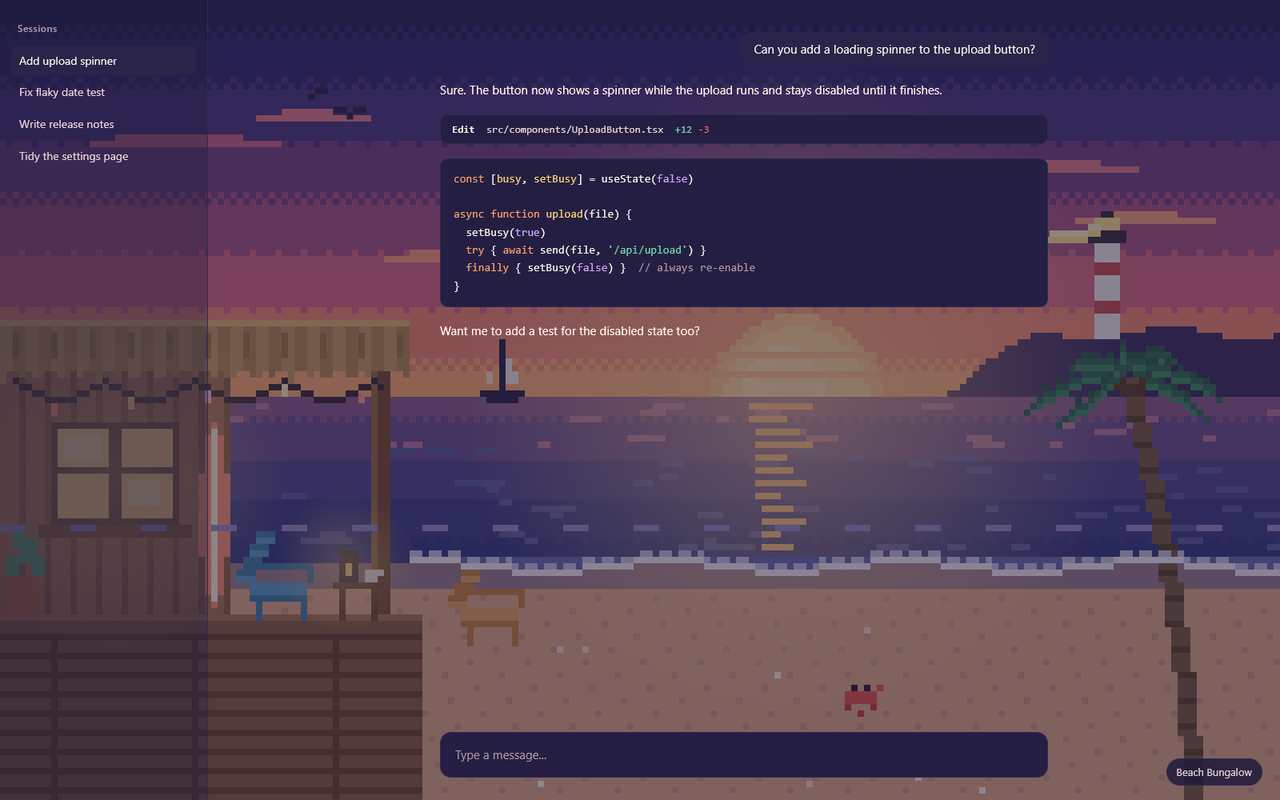 Sessions
Add upload spinner
Fix flaky date test
Write release notes
Tidy the settings page
Can you add a loading spinner to the upload button?
Sure. The button now shows a spinner while the upload runs and stays disabled until it finishes.
Edit src/components/UploadButton.tsx +12 -3
const [busy, setBusy] = useState(false)
async function upload(file) {
setBusy(true)
try { await send(file, '/api/upload') }
finally { setBusy(false) } // always re-enable
}
Want me to add a test for the disabled state too?
Type a message...
Beach Bungalow